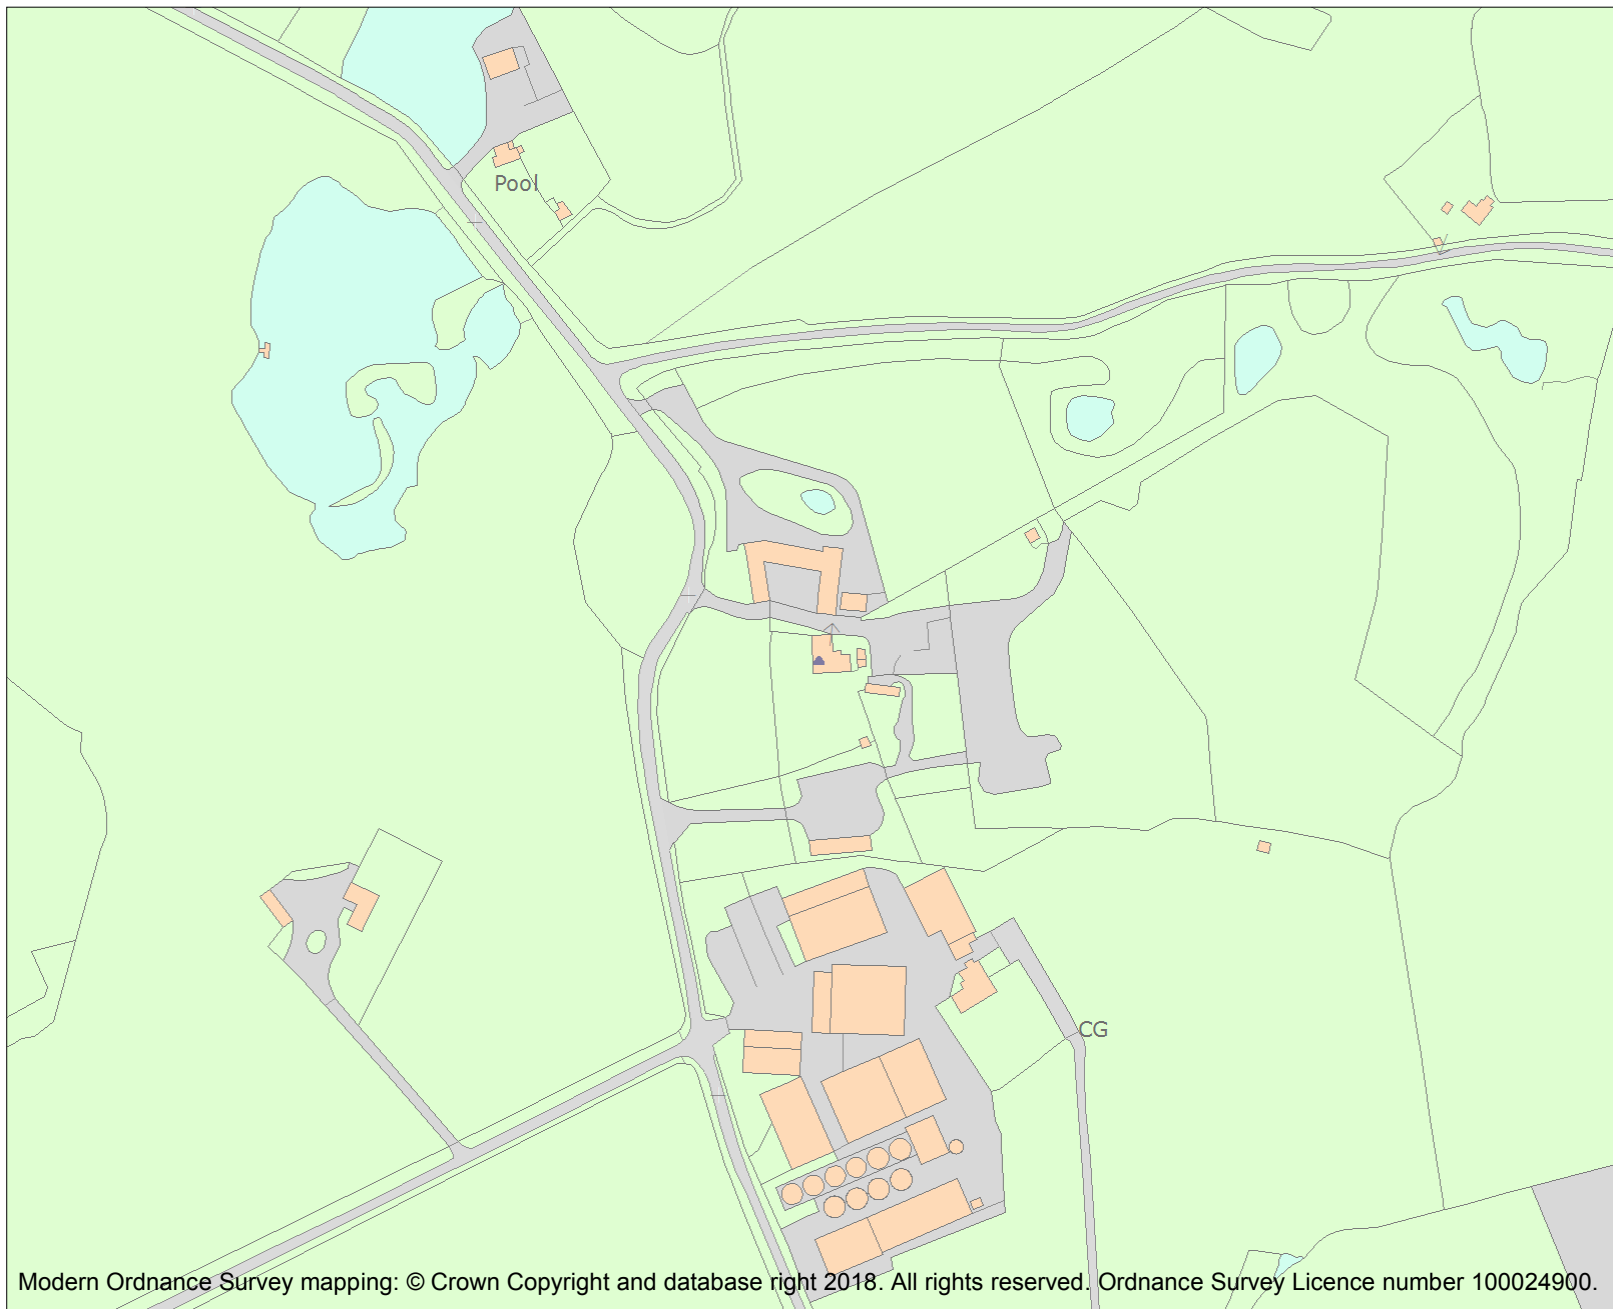 Pool
CG
Modern Ordnance Survey mapping: © Crown Copyright and database right 2018. All rights reserved. Ordnance Survey Licence number 100024900.